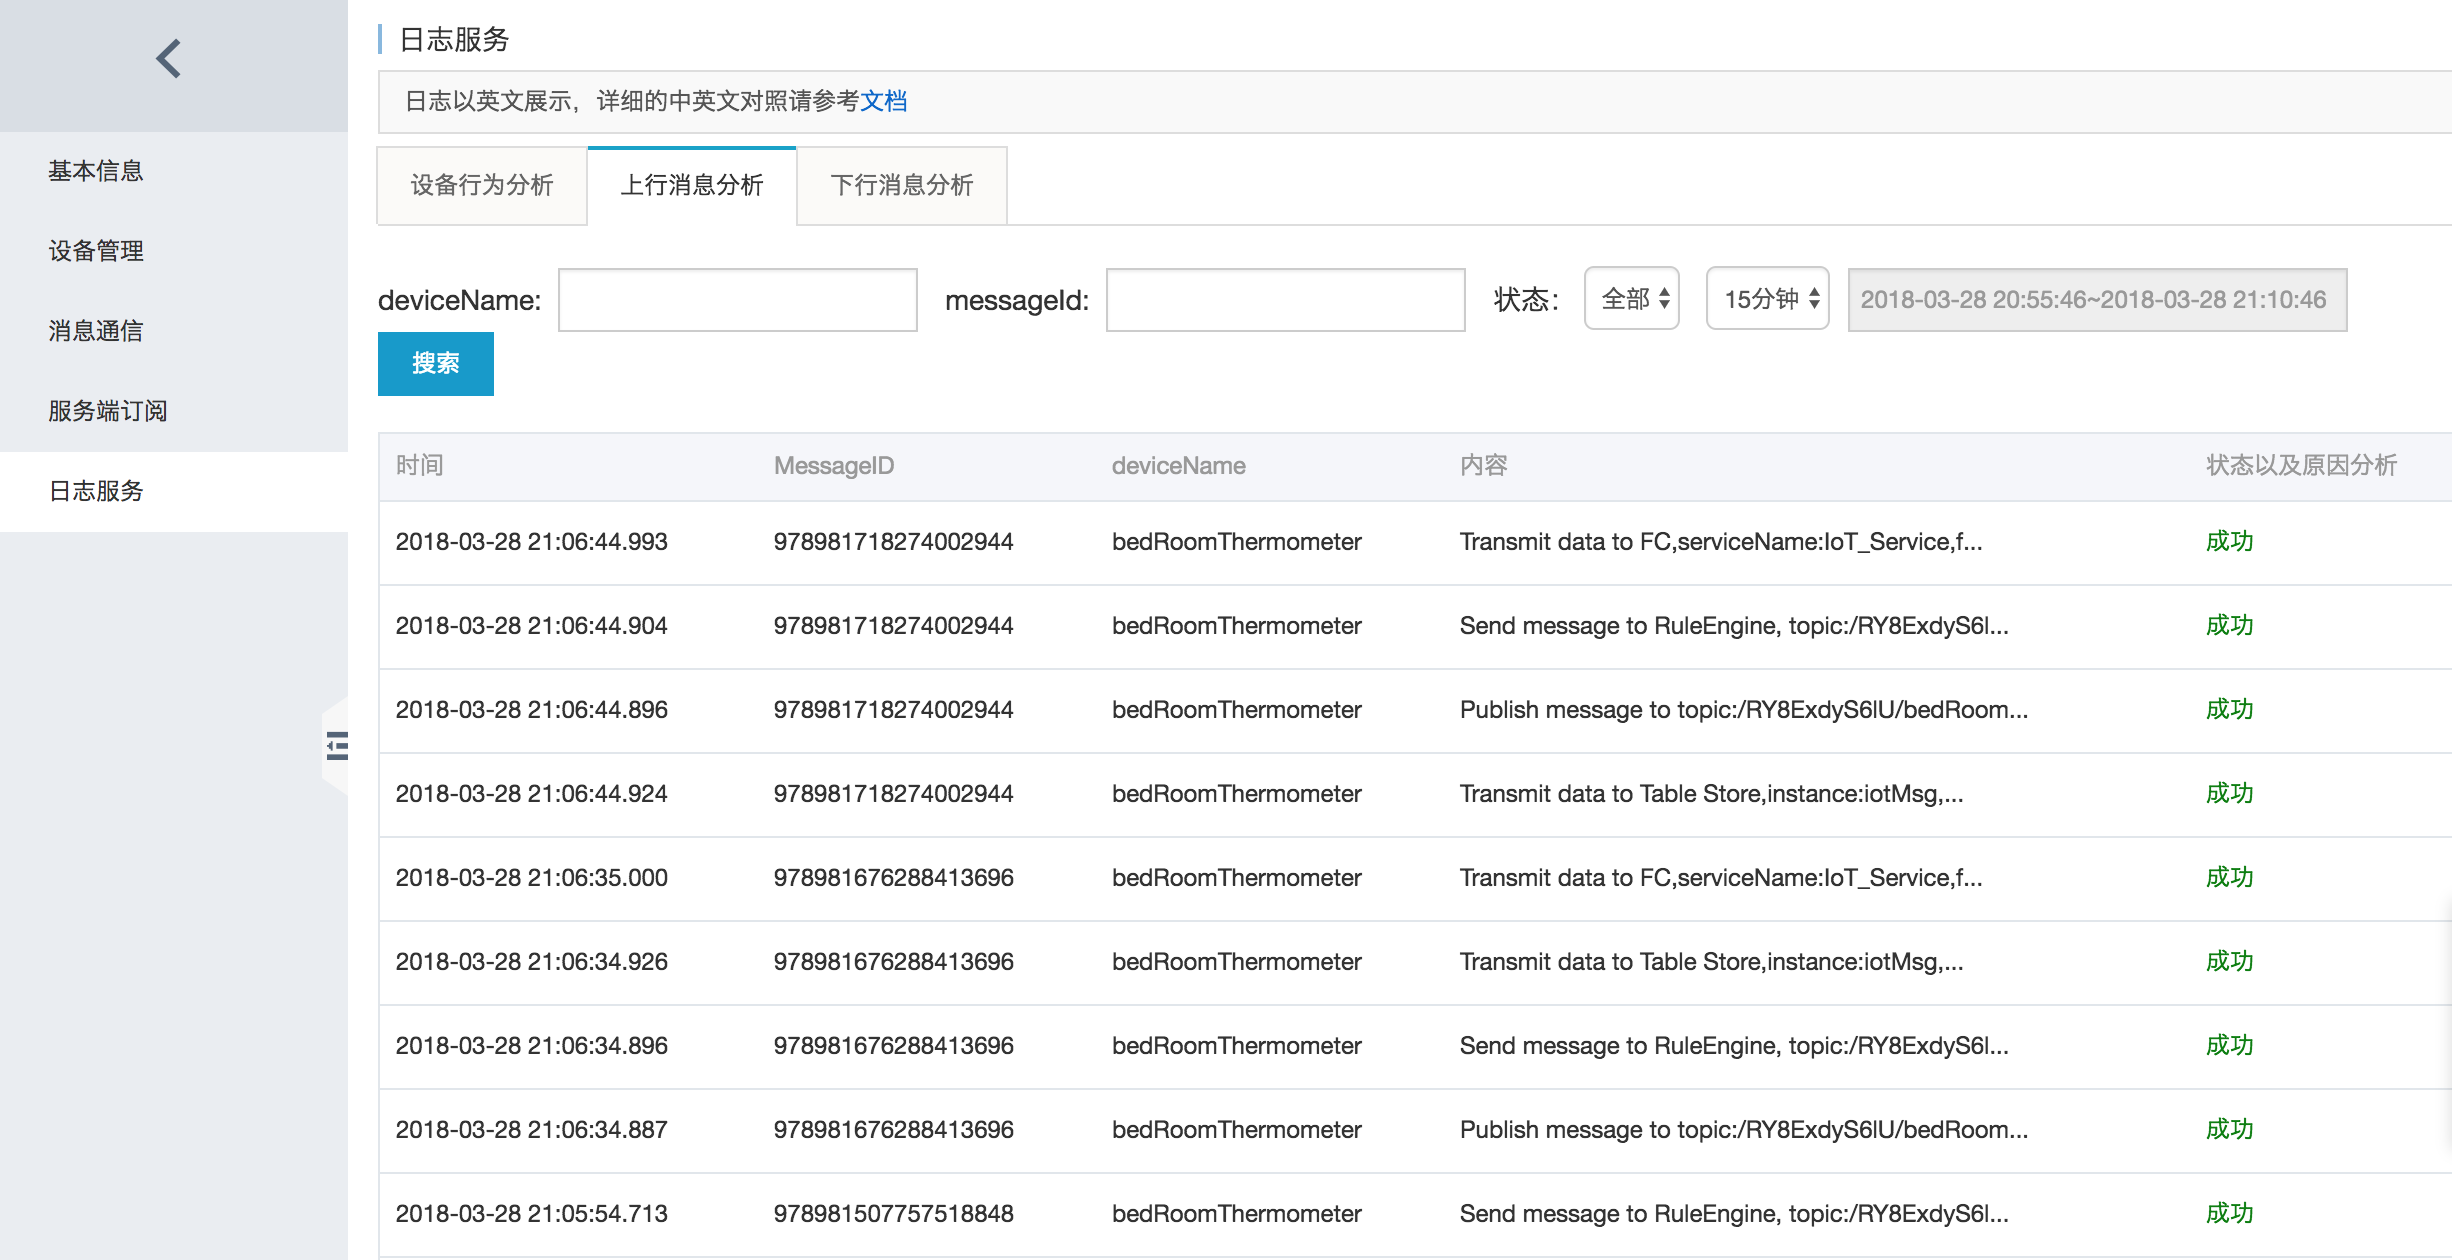 基本信息
设备管理
消息通信
服务端订阅
日志服务
日志服务
日志以英文展示，详细的中英文对照请参考文档
设备行为分析 上行消息分析 下行消息分析
deviceName: messageId: 状态： 全部 15分钟 2018-03-28 20:55:46~2018-03-28 21:10:46
搜索
时间 MessageID deviceName 内容 状态以及原因分析
2018-03-28 21:06:44.993 978981718274002944 bedRoomThermometer Transmit data to FC,serviceName:IoT_Service,f... 成功
2018-03-28 21:06:44.904 978981718274002944 bedRoomThermometer Send message to RuleEngine, topic:/RY8ExdyS6l... 成功
2018-03-28 21:06:44.896 978981718274002944 bedRoomThermometer Publish message to topic:/RY8ExdyS6lU/bedRoom... 成功
2018-03-28 21:06:44.924 978981718274002944 bedRoomThermometer Transmit data to Table Store,instance:iotMsg,... 成功
2018-03-28 21:06:35.000 978981676288413696 bedRoomThermometer Transmit data to FC,serviceName:IoT_Service,f... 成功
2018-03-28 21:06:34.926 978981676288413696 bedRoomThermometer Transmit data to Table Store,instance:iotMsg,... 成功
2018-03-28 21:06:34.896 978981676288413696 bedRoomThermometer Send message to RuleEngine, topic:/RY8ExdyS6l... 成功
2018-03-28 21:06:34.887 978981676288413696 bedRoomThermometer Publish message to topic:/RY8ExdyS6lU/bedRoom... 成功
2018-03-28 21:05:54.713 978981507757518848 bedRoomThermometer Send message to RuleEngine, topic:/RY8ExdyS6l... 成功